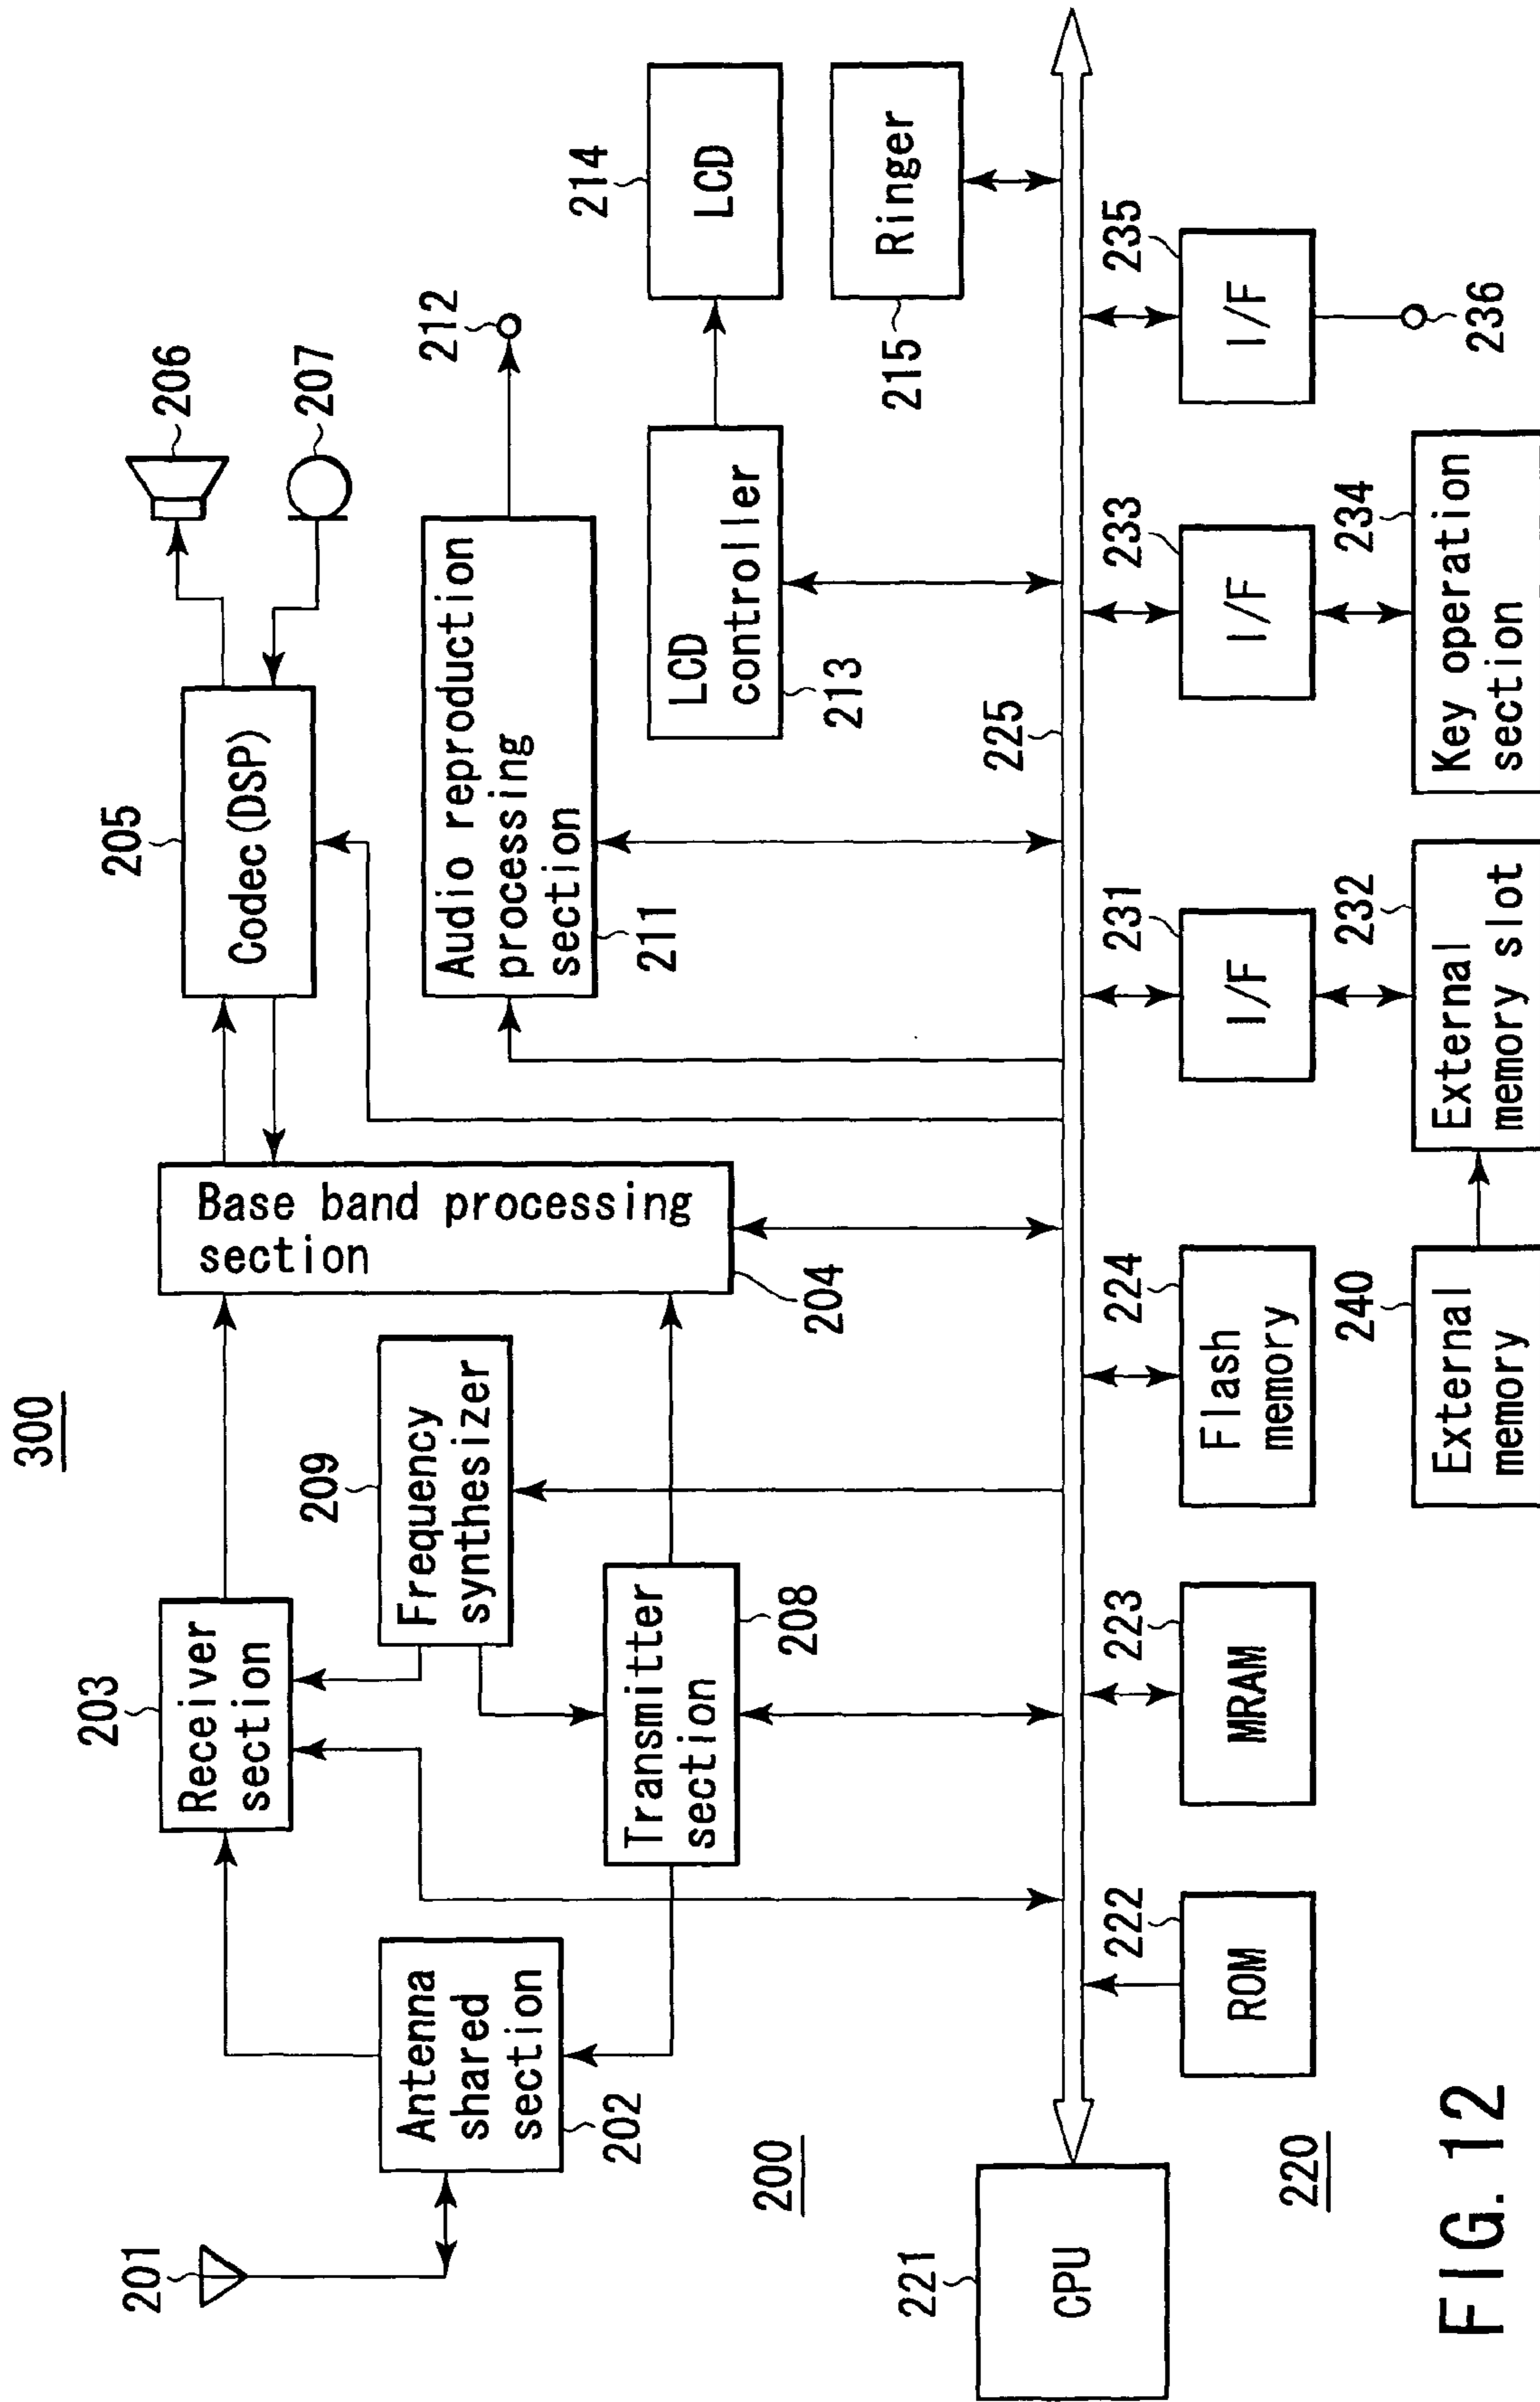 300
201
Antenna
shared
section
202
203
Receiver
section
209
Frequency
synthesizer
Transmitter
section
208
Base band processing
section
204
205
Codec(DSP)
206
207
Audio reproduction
processing
section
211
212
LCD
controller
213
214
LCD
Ringer
215
200
221
CPU
225
220
222
ROM
223
MRAM
224
Flash
memory
240
External
memory
231
I/F
232
External
memory slot
233
I/F
234
Key operation
section
235
I/F
236
FIG. 12